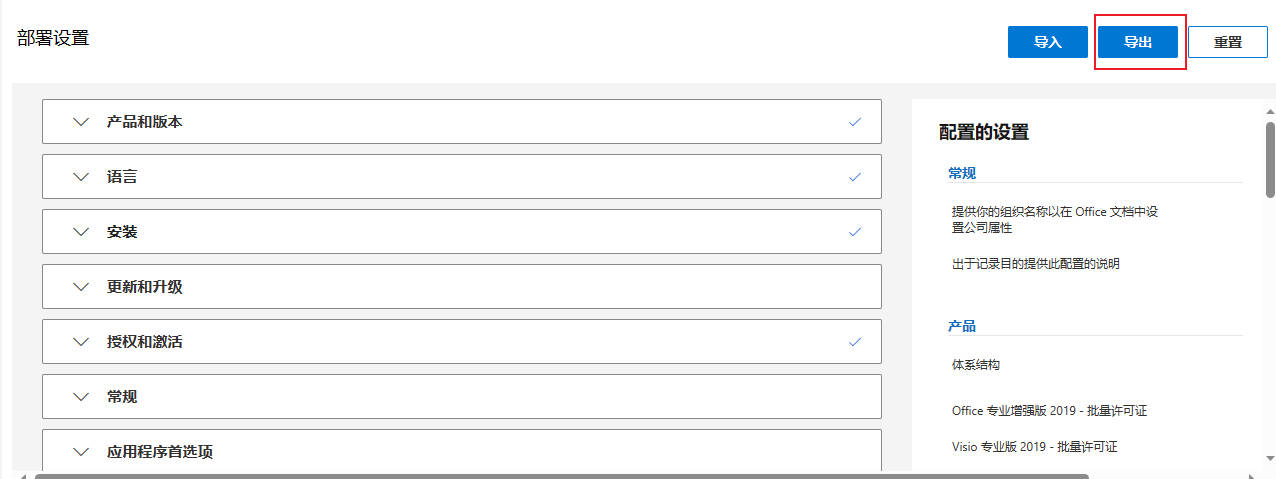 部署设置
导入
导出
重置
产品和版本
语言
安装
更新和升级
授权和激活
常规
应用程序首选项
配置的设置
常规
提供你的组织名称以在 Office 文档中设
置公司属性
出于记录目的提供此配置的说明
产品
体系结构
Office 专业增强版 2019 - 批量许可证
Visio 专业版 2019 - 批量许可证